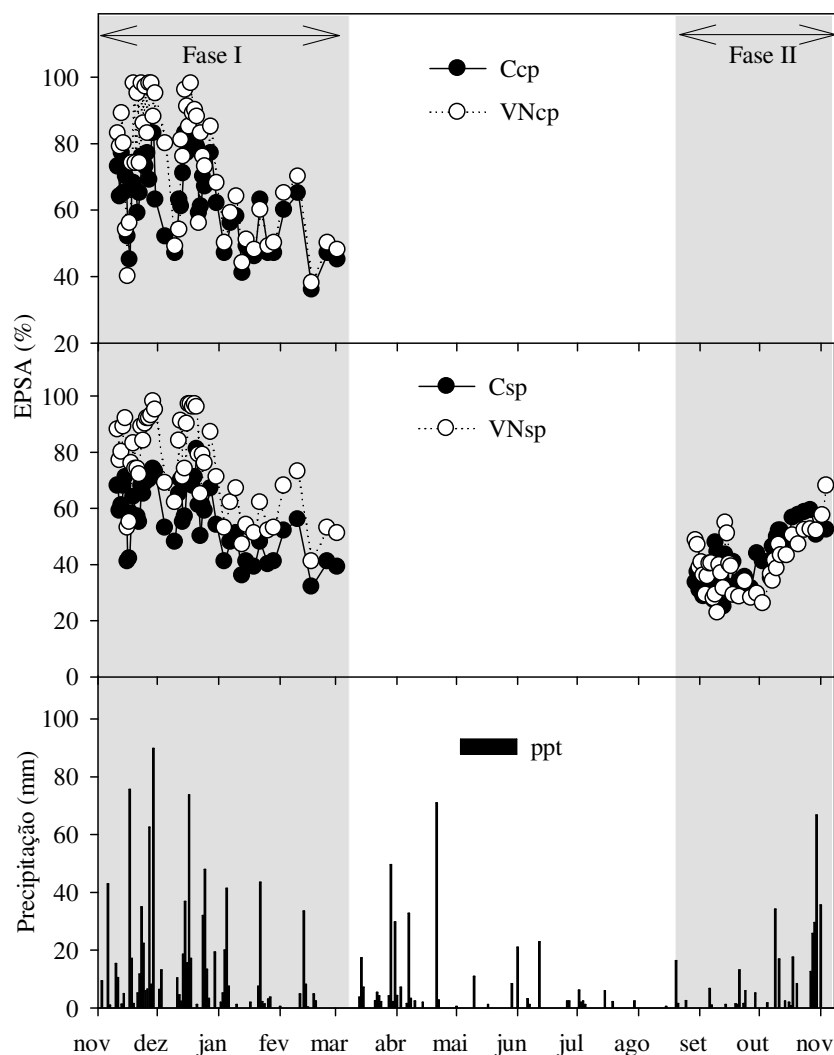 Fase I
Fase II
Ccp
VNcp
100
80
60
40
20
EPSA (%)
Csp
VNsp
100
80
60
40
20
0
ppt
100
80
60
40
20
0
Precipitação (mm)
nov dez jan fev mar abr mai jun jul ago set out nov